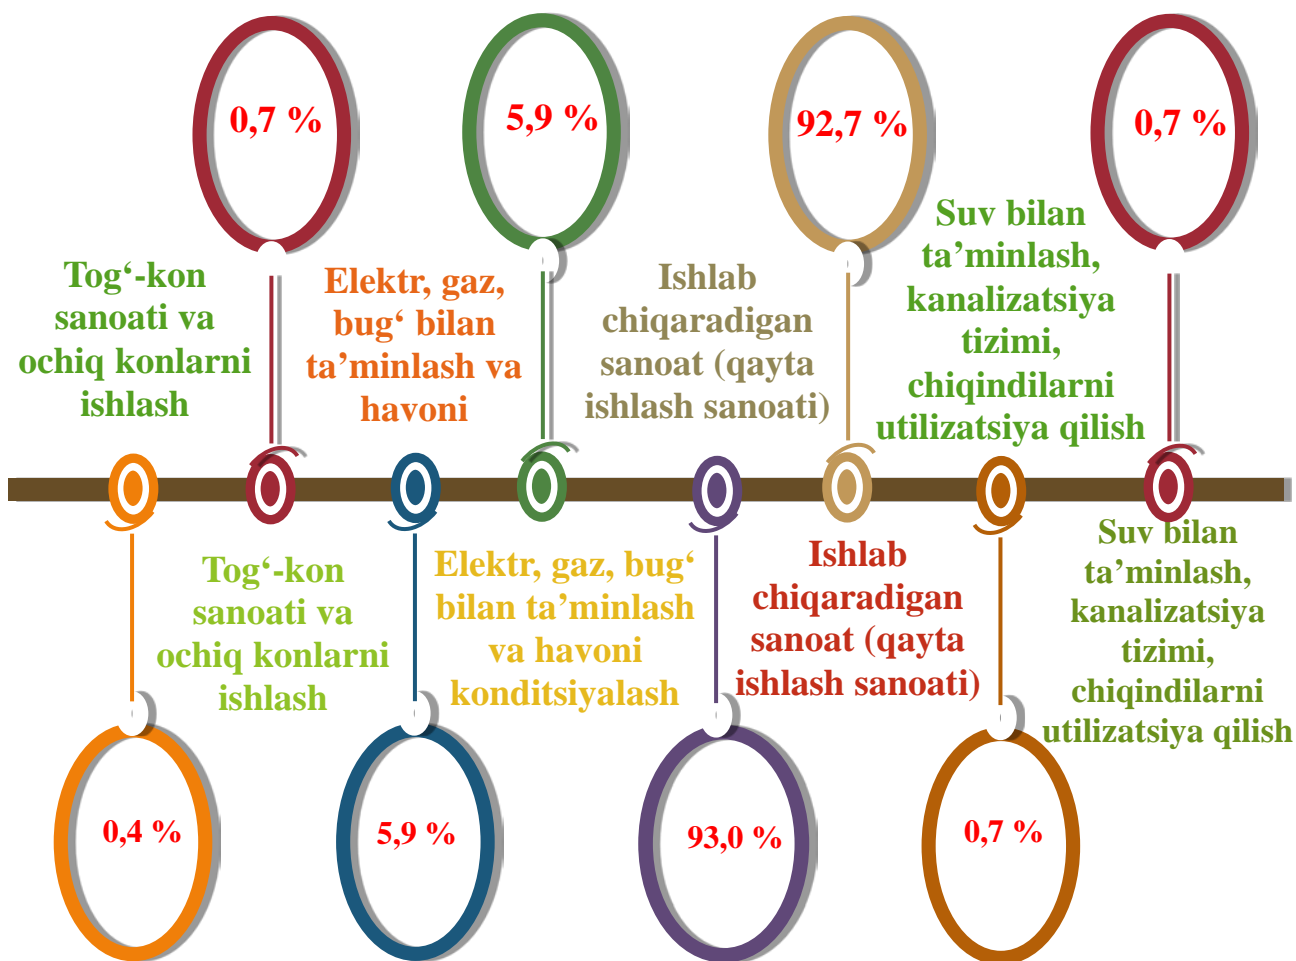 0,7 %
5,9 %
92,7 %
0,7 %
Tog‘-kon
sanoati va
ochiq konlarni
ishlash
Elektr, gaz,
bug‘ bilan
ta’minlash va
havoni
Ishlab
chiqaradigan
sanoat (qayta
ishlash sanoati)
Suv bilan
ta’minlash,
kanalizatsiya
tizimi,
chiqindilarni
utilizatsiya qilish
Tog‘-kon
sanoati va
ochiq konlarni
ishlash
Elektr, gaz, bug‘
bilan ta’minlash
va havoni
konditsiyalash
Ishlab
chiqaradigan
sanoat (qayta
ishlash sanoati)
Suv bilan
ta’minlash,
kanalizatsiya
tizimi,
chiqindilarni
utilizatsiya qilish
0,4 %
5,9 %
93,0 %
0,7 %